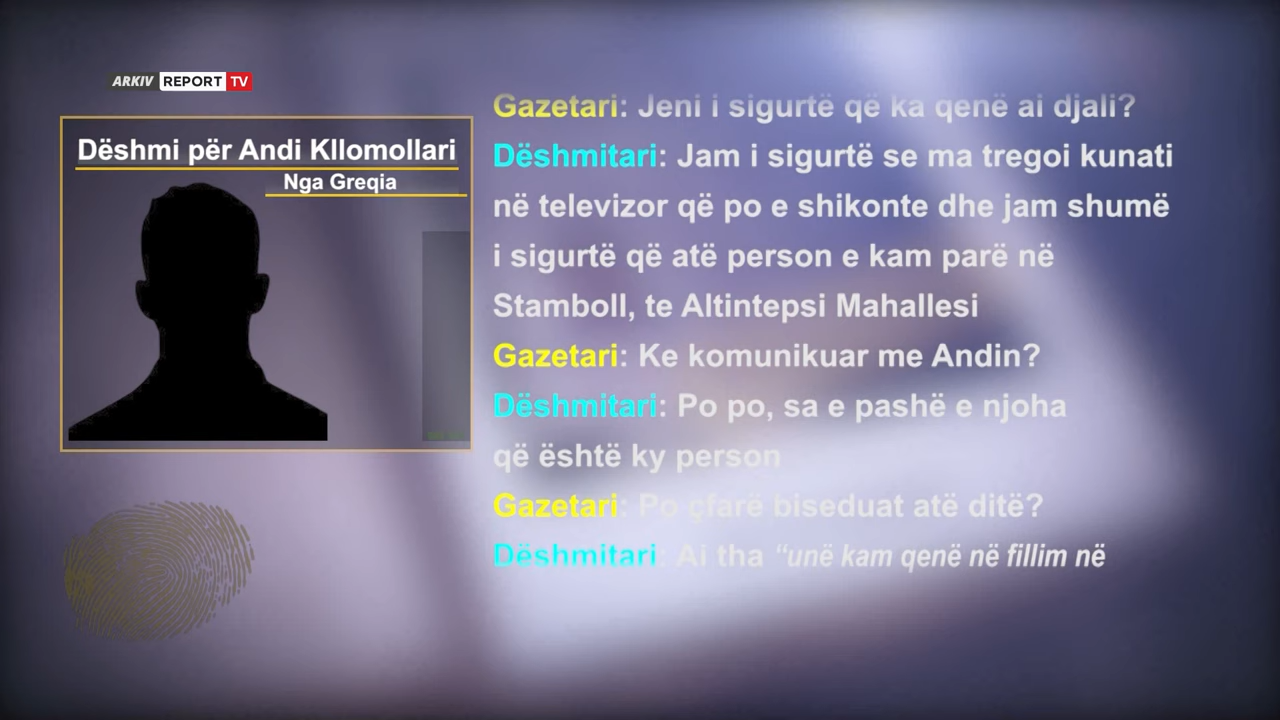 ARKIV REPORT TV
Dëshmi për Andi Kllomollari
Nga Greqia
Gazetari: Jeni i sigurtë që ka qenë ai djali?
Dëshmitari: Jam i sigurtë se ma tregoi kunati
në televizor që po e shikonte dhe jam shumë
i sigurtë që atë person e kam parë në
Stamboll, te Altintepsi Mahallesi
Gazetari: Ke komunikuar me Andin?
Dëshmitari: Po po, sa e pashë e njoha
që është ky person
Gazetari: Po çfarë biseduat atë ditë?
Dëshmitari: Ai tha “unë kam qenë në fillim në